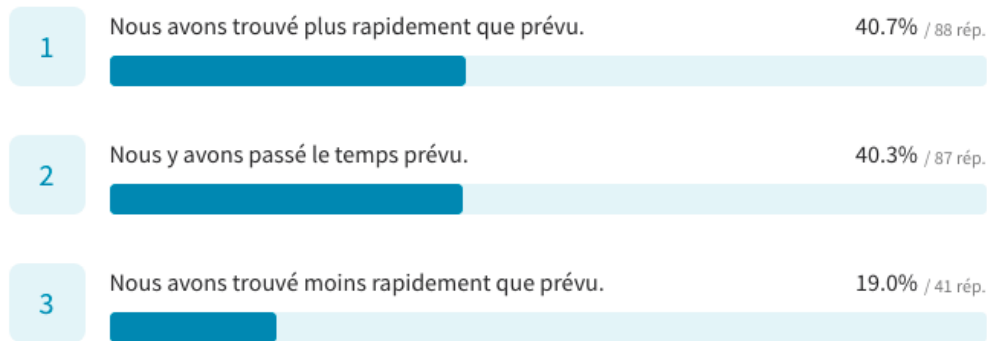 1
Nous avons trouvé plus rapidement que prévu. 40.7% / 88 rép.
2
Nous y avons passé le temps prévu. 40.3% / 87 rép.
3
Nous avons trouvé moins rapidement que prévu. 19.0% / 41 rép.